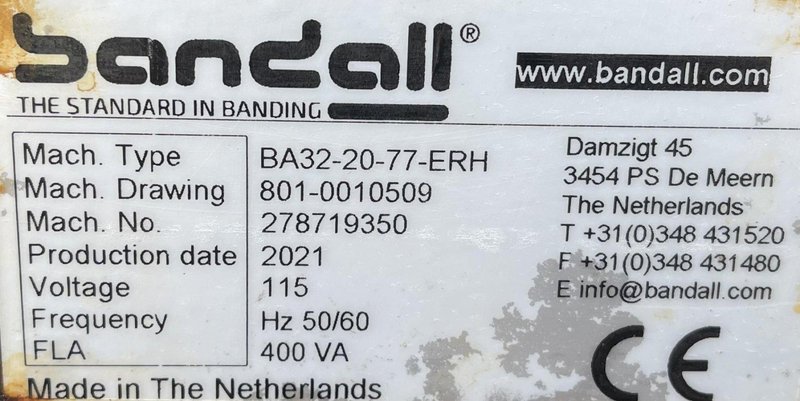 bandall®
THE STANDARD IN BANDING
www.bandall.com
Mach. Type BA32-20-77-ERH
Mach. Drawing 801-0010509
Mach. No. 278719350
Production date 2021
Voltage 115
Frequency Hz 50/60
FLA 400 VA
Made in The Netherlands
Damzigt 45
3454 PS De Meern
The Netherlands
T +31(0)348 431520
F +31(0)348 431480
E info@bandall.com
CE